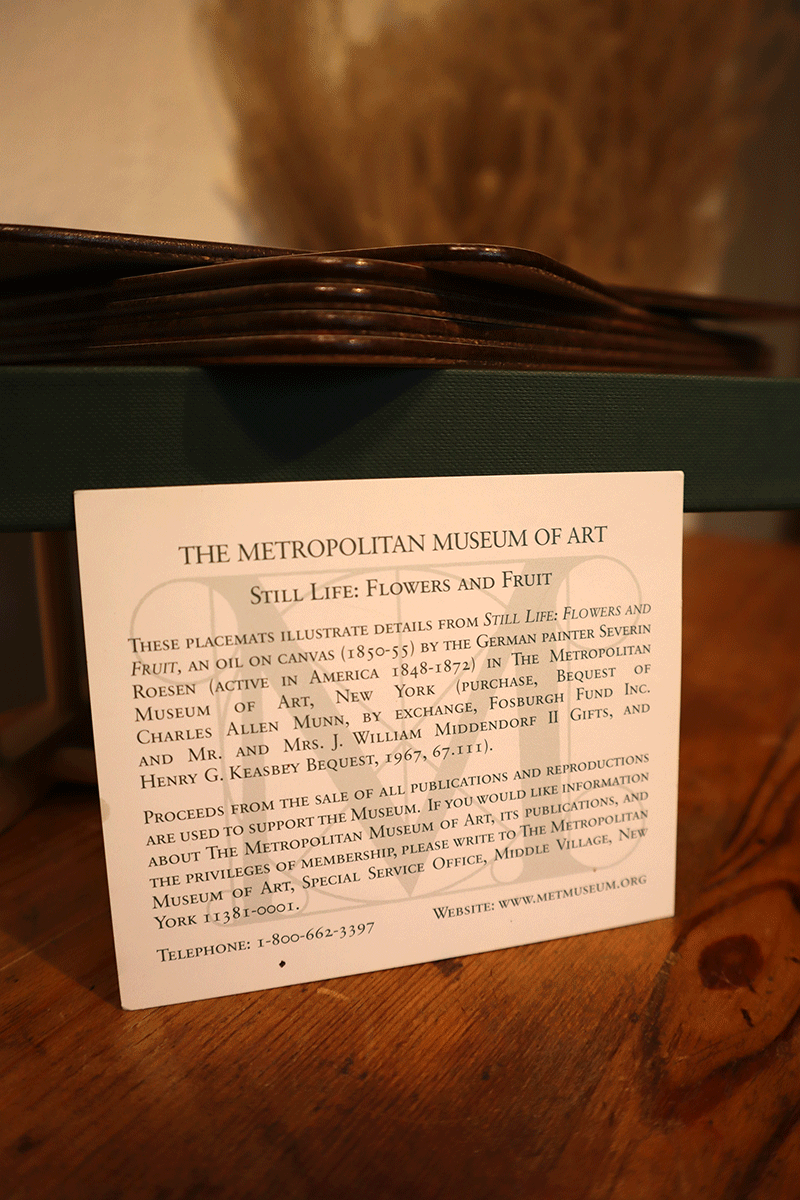 THE METROPOLITAN MUSEUM OF ART
STILL LIFE: FLOWERS AND FRUIT
THESE PLACEMATS ILLUSTRATE DETAILS FROM STILL LIFE: FLOWERS AND
FRUIT, AN OIL ON CANVAS (1850-55) BY THE GERMAN PAINTER SEVERIN
ROESEN (ACTIVE IN AMERICA 1848-1872) IN THE METROPOLITAN
MUSEUM OF ART, NEW YORK (PURCHASE, BEQUEST OF
CHARLES ALLEN MUNN, BY EXCHANGE, FOSBURGH FUND INC.
AND MR. AND MRS. J. WILLIAM MIDDENDORF II GIFTS, AND
HENRY G. KEASBEY BEQUEST, 1967, 67.111).
PROCEEDS FROM THE SALE OF ALL PUBLICATIONS AND REPRODUCTIONS
ARE USED TO SUPPORT THE MUSEUM. IF YOU WOULD LIKE INFORMATION
ABOUT THE METROPOLITAN MUSEUM OF ART, ITS PUBLICATIONS, AND
THE PRIVILEGES OF MEMBERSHIP, PLEASE WRITE TO THE METROPOLITAN
MUSEUM OF ART, SPECIAL SERVICE OFFICE, MIDDLE VILLAGE, NEW
YORK 11381-0001.
TELEPHONE: 1-800-662-3397 WEBSITE: WWW.METMUSEUM.ORG